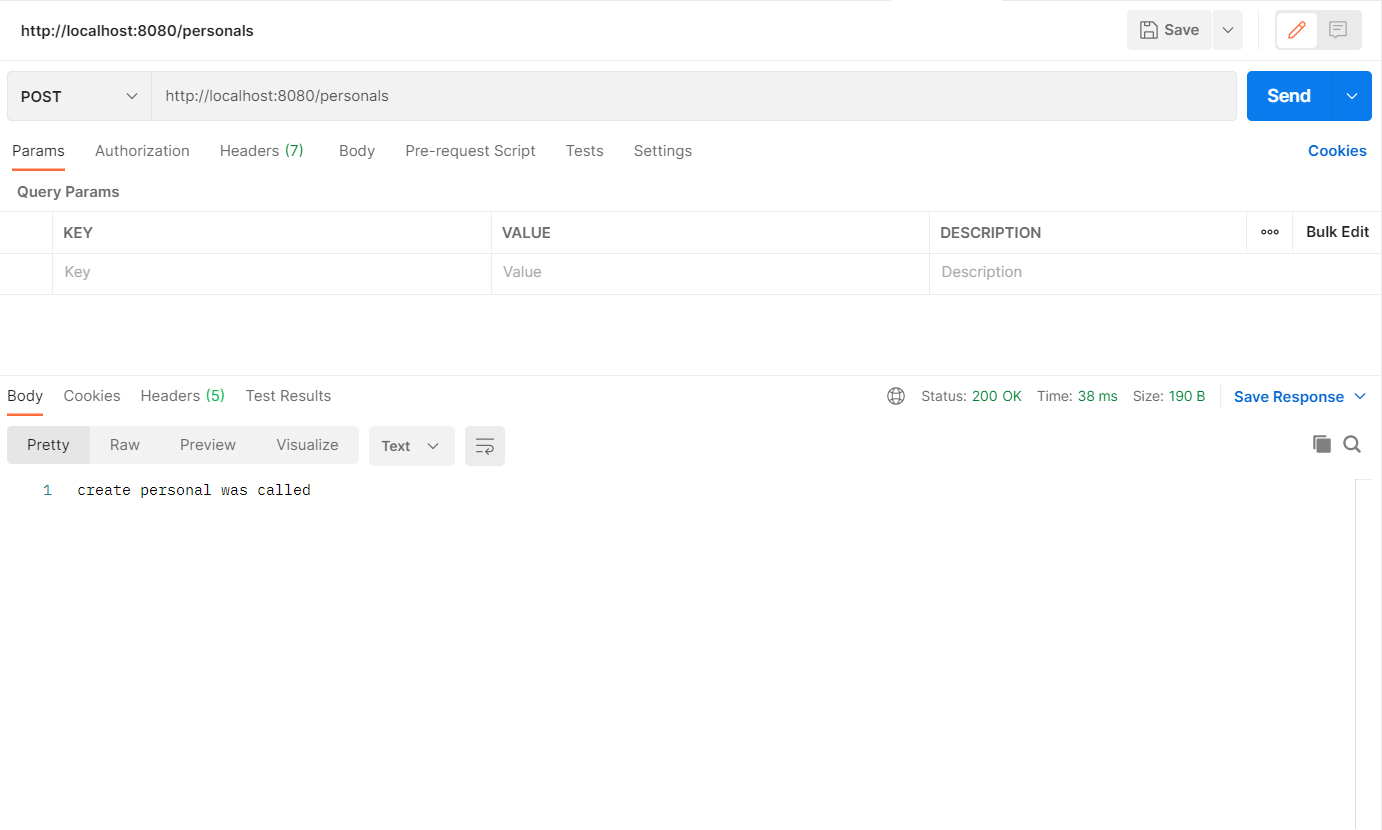 http://localhost:8080/personals
Save
POST
http://localhost:8080/personals
Send
Params Authorization Headers (7) Body Pre-request Script Tests Settings Cookies
Query Params
KEY VALUE DESCRIPTION Bulk Edit
Key Value Description
Body Cookies Headers (5) Test Results Status: 200 OK Time: 38 ms Size: 190 B Save Response
Pretty Raw Preview Visualize Text
1 create personal was called